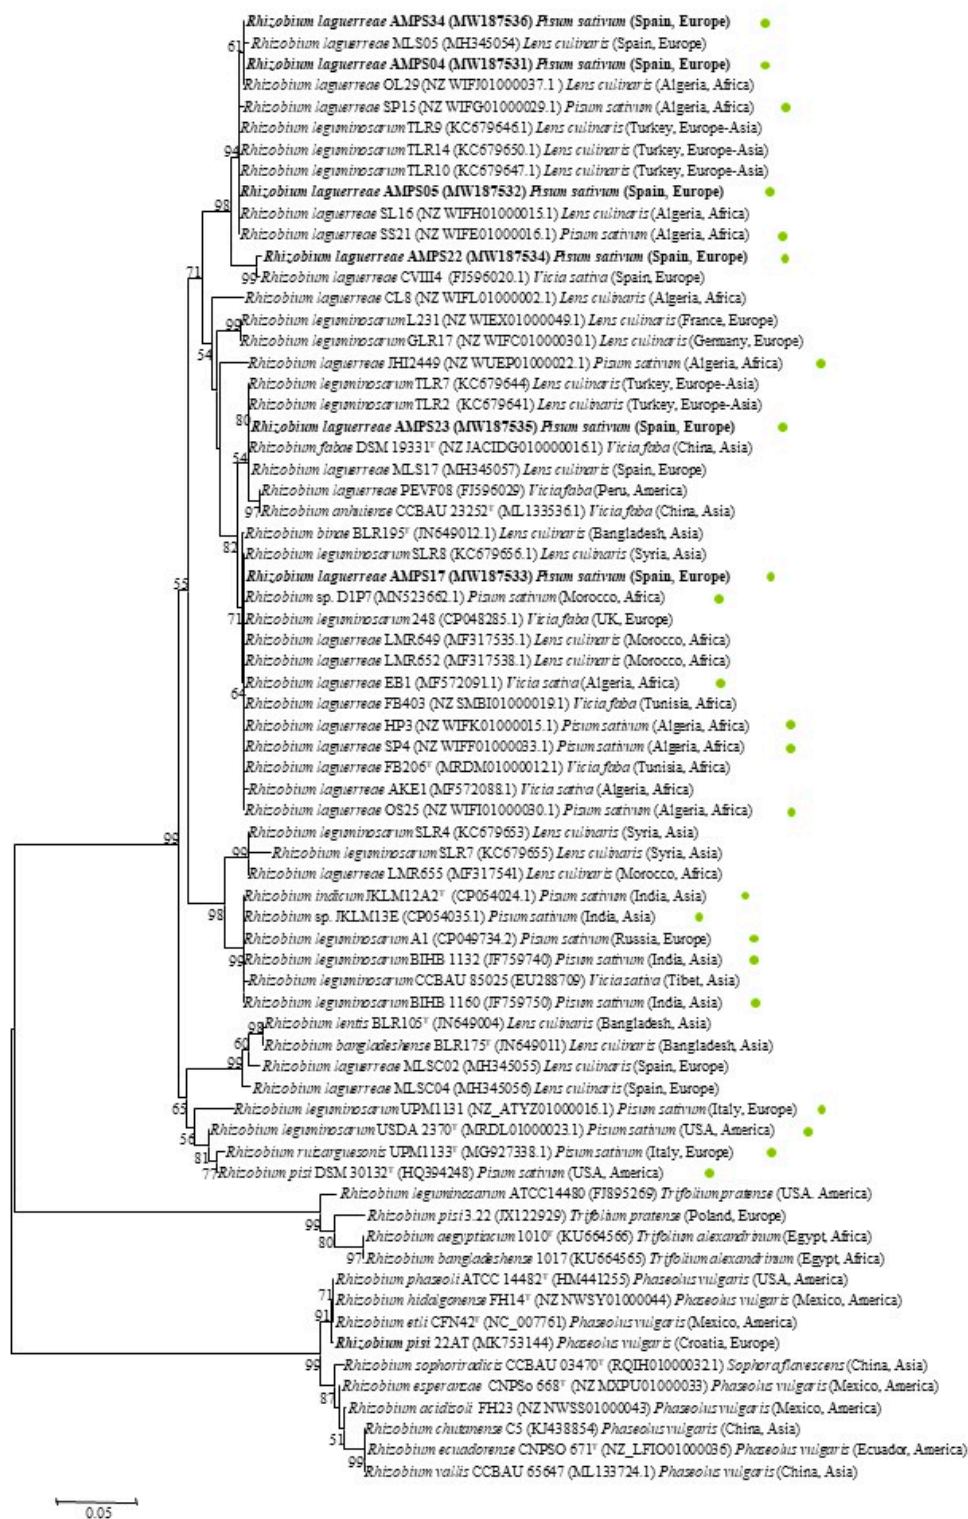 Rhizobium laguerreae AMPS34 (MW187536) Pisum sativum (Spain, Europe)
61
Rhizobium laguerreae MLS05 (MH345054) Lens culinaris (Spain, Europe)
Rhizobium laguerreae AMPS04 (MW187531) Pisum sativum (Spain, Europe)
Rhizobium laguerreae OL29 (NZ WIFJ01000037.1 ) Lens culinaris (Algeria, Africa)
Rhizobium laguerreae SP15 (NZ WIFG01000029.1) Pisum sativum (Algeria, Africa)
Rhizobium leguminosarum TLR9 (KC679646.1) Lens culinaris (Turkey, Europe-Asia)
94
Rhizobium leguminosarum TLR14 (KC679650.1) Lens culinaris (Turkey, Europe-Asia)
Rhizobium leguminosarum TLR10 (KC679647.1) Lens culinaris (Turkey, Europe-Asia)
Rhizobium laguerreae AMPS05 (MW187532) Pisum sativum (Spain, Europe)
98
Rhizobium laguerreae SL16 (NZ WIFH01000015.1) Lens culinaris (Algeria, Africa)
Rhizobium laguerreae SS21 (NZ WIFE01000016.1) Pisum sativum (Algeria, Africa)
Rhizobium laguerreae AMPS22 (MW187534) Pisum sativum (Spain, Europe)
71
99
Rhizobium laguerreae CVIII4 (FJ596020.1) Vicia sativa (Spain, Europe)
Rhizobium laguerreae CL8 (NZ WIFL01000002.1) Lens culinaris (Algeria, Africa)
99
Rhizobium leguminosarum L231 (NZ WIEX01000049.1) Lens culinaris (France, Europe)
Rhizobium leguminosarum GLR17 (NZ WIFC01000030.1) Lens culinaris (Germany, Europe)
54
Rhizobium laguerreae JHI2449 (NZ WUEP01000022.1) Pisum sativum (Algeria, Africa)
Rhizobium leguminosarum TLR7 (KC679644) Lens culinaris (Turkey, Europe-Asia)
Rhizobium leguminosarum TLR2 (KC679641) Lens culinaris (Turkey, Europe-Asia)
80
Rhizobium laguerreae AMPS23 (MW187535) Pisum sativum (Spain, Europe)
Rhizobium fabae DSM 19331ᵀ (NZ JACIDG010000016.1) Vicia faba (China, Asia)
54
Rhizobium laguerreae MLS17 (MH345057) Lens culinaris (Spain, Europe)
Rhizobium laguerreae PEVF08 (FJ596029) Vicia faba (Peru, America)
97
Rhizobium anhuiense CCBAU 23252ᵀ (ML133536.1) Vicia faba (China, Asia)
Rhizobium binae BLR195ᵀ (JN649012.1) Lens culinaris (Bangladesh, Asia)
82
Rhizobium leguminosarum SLR8 (KC679656.1) Lens culinaris (Syria, Asia)
55
Rhizobium laguerreae AMPS17 (MW187533) Pisum sativum (Spain, Europe)
Rhizobium sp. D1P7 (MN523662.1) Pisum sativum (Morocco, Africa)
71
Rhizobium leguminosarum 248 (CP048285.1) Vicia faba (UK, Europe)
Rhizobium laguerreae LMR649 (MF317535.1) Lens culinaris (Morocco, Africa)
Rhizobium laguerreae LMR652 (MF317538.1) Lens culinaris (Morocco, Africa)
Rhizobium laguerreae EB1 (MF572091.1) Vicia sativa (Algeria, Africa)
64
Rhizobium laguerreae FB403 (NZ SMBI01000019.1) Vicia faba (Tunisia, Africa)
Rhizobium laguerreae HP3 (NZ WIFK01000015.1) Pisum sativum (Algeria, Africa)
Rhizobium laguerreae SP4 (NZ WIFF01000033.1) Pisum sativum (Algeria, Africa)
Rhizobium laguerreae FB206ᵀ (MRDM01000012.1) Vicia faba (Tunisia, Africa)
Rhizobium laguerreae AKE1 (MF572088.1) Vicia sativa (Algeria, Africa)
Rhizobium laguerreae OS25 (NZ WIFI01000030.1) Pisum sativum (Algeria, Africa)
99
Rhizobium leguminosarum SLR4 (KC679653) Lens culinaris (Syria, Asia)
99
Rhizobium leguminosarum SLR7 (KC679655) Lens culinaris (Syria, Asia)
Rhizobium laguerreae LMR655 (MF317541) Lens culinaris (Morocco, Africa)
Rhizobium indicum JKLM12A2ᵀ (CP054024.1) Pisum sativum (India, Asia)
98
Rhizobium sp. JKLM13E (CP054035.1) Pisum sativum (India, Asia)
Rhizobium leguminosarum A1 (CP049734.2) Pisum sativum (Russia, Europe)
99
Rhizobium leguminosarum BIHB 1132 (JF759740) Pisum sativum (India, Asia)
Rhizobium leguminosarum CCBAU 85025 (EU288709) Vicia sativa (Tibet, Asia)
Rhizobium leguminosarum BIHB 1160 (JF759750) Pisum sativum (India, Asia)
98
Rhizobium lentis BLR105ᵀ (JN649004) Lens culinaris (Bangladesh, Asia)
60
Rhizobium bangladeshense BLR175ᵀ (JN649011) Lens culinaris (Bangladesh, Asia)
99
Rhizobium laguerreae MLSC02 (MH345055) Lens culinaris (Spain, Europe)
Rhizobium laguerreae MLSC04 (MH345056) Lens culinaris (Spain, Europe)
65
Rhizobium leguminosarum UPM1131 (NZ_ATYZ01000016.1) Pisum sativum (Italy, Europe)
56
Rhizobium leguminosarum USDA 2370ᵀ (MRDL01000023.1) Pisum sativum (USA, America)
81
Rhizobium ruizarguesonis UPM1133ᵀ (MG927338.1) Pisum sativum (Italy, Europe)
77
Rhizobium pisi DSM 30132ᵀ (HQ394248) Pisum sativum (USA, America)
Rhizobium leguminosarum ATCC14480 (FJ895269) Trifolium pratense (USA. America)
99
Rhizobium pisi 3.22 (JX122929) Trifolium pratense (Poland, Europe)
80
Rhizobium aegyptiacum 1010ᵀ (KU664566) Trifolium alexandrinum (Egypt, Africa)
97
Rhizobium bangladeshense 1017 (KU664565) Trifolium alexandrinum (Egypt, Africa)
Rhizobium phaseoli ATCC 14482ᵀ (HM441255) Phaseolus vulgaris (USA, America)
71
Rhizobium hidalgonense FH14ᵀ (NZ NWSY01000044) Phaseolus vulgaris (Mexico, America)
91
Rhizobium etli CFN42ᵀ (NC_007761) Phaseolus vulgaris (Mexico, America)
Rhizobium pisi 22AT (MK753144) Phaseolus vulgaris (Croatia, Europe)
99
Rhizobium sophoriradicis CCBAU 03470ᵀ (RQIH01000032.1) Sophora flavescens (China, Asia)
Rhizobium esperanzae CNPSo 668ᵀ (NZ MXPU01000033) Phaseolus vulgaris (Mexico, America)
87
Rhizobium acidisoli FH23 (NZ NWSS01000043) Phaseolus vulgaris (Mexico, America)
Rhizobium chutanense C5 (KJ438854) Phaseolus vulgaris (China, Asia)
51
Rhizobium ecuadorense CNPSO 671ᵀ (NZ_LFIO01000036) Phaseolus vulgaris (Ecuador, America)
99
Rhizobium vallis CCBAU 65647 (ML133724.1) Phaseolus vulgaris (China, Asia)
0.05